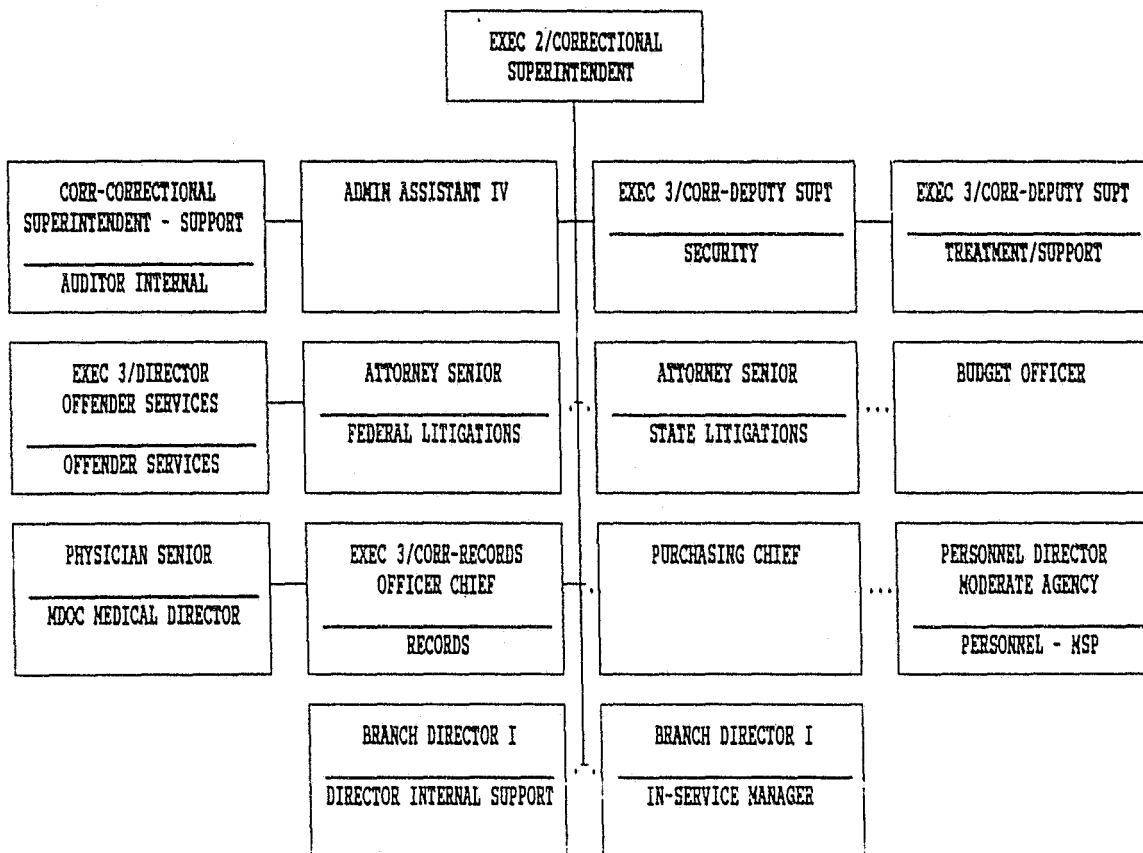 EXEC 2/CORRECTIONAL
SUPERINTENDENT
CORR-CORRECTIONAL
SUPERINTENDENT - SUPPORT
AUDITOR INTERNAL
ADMIN ASSISTANT IV
EXEC 3/CORR-DEPUTY SUPT
SECURITY
EXEC 3/CORR-DEPUTY SUPT
TREATMENT/SUPPORT
EXEC 3/DIRECTOR
OFFENDER SERVICES
OFFENDER SERVICES
ATTORNEY SENIOR
FEDERAL LITIGATIONS
ATTORNEY SENIOR
STATE LITIGATIONS
BUDGET OFFICER
PHYSICIAN SENIOR
MDOC MEDICAL DIRECTOR
EXEC 3/CORR-RECORDS
OFFICER CHIEF
RECORDS
PURCHASING CHIEF
PERSONNEL DIRECTOR
MODERATE AGENCY
PERSONNEL - MSP
BRANCH DIRECTOR I
DIRECTOR INTERNAL SUPPORT
BRANCH DIRECTOR I
IN-SERVICE MANAGER